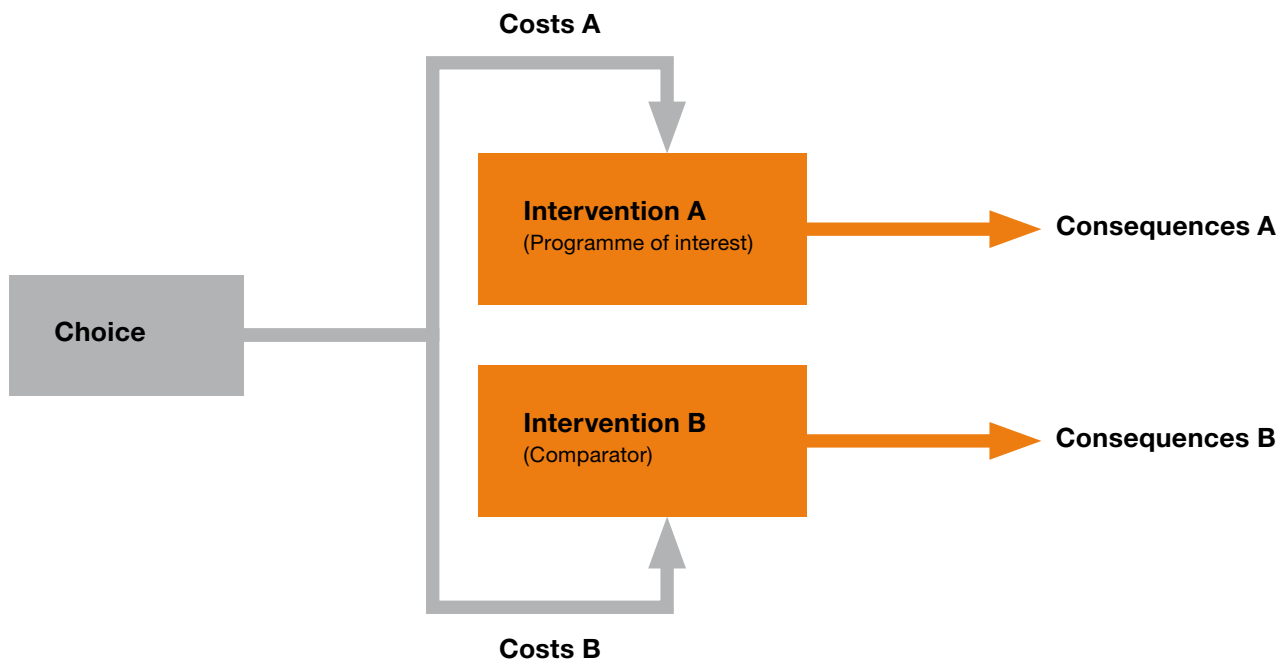 Costs A
Intervention A
(Programme of interest)
Consequences A
Choice
Intervention B
(Comparator)
Consequences B
Costs B